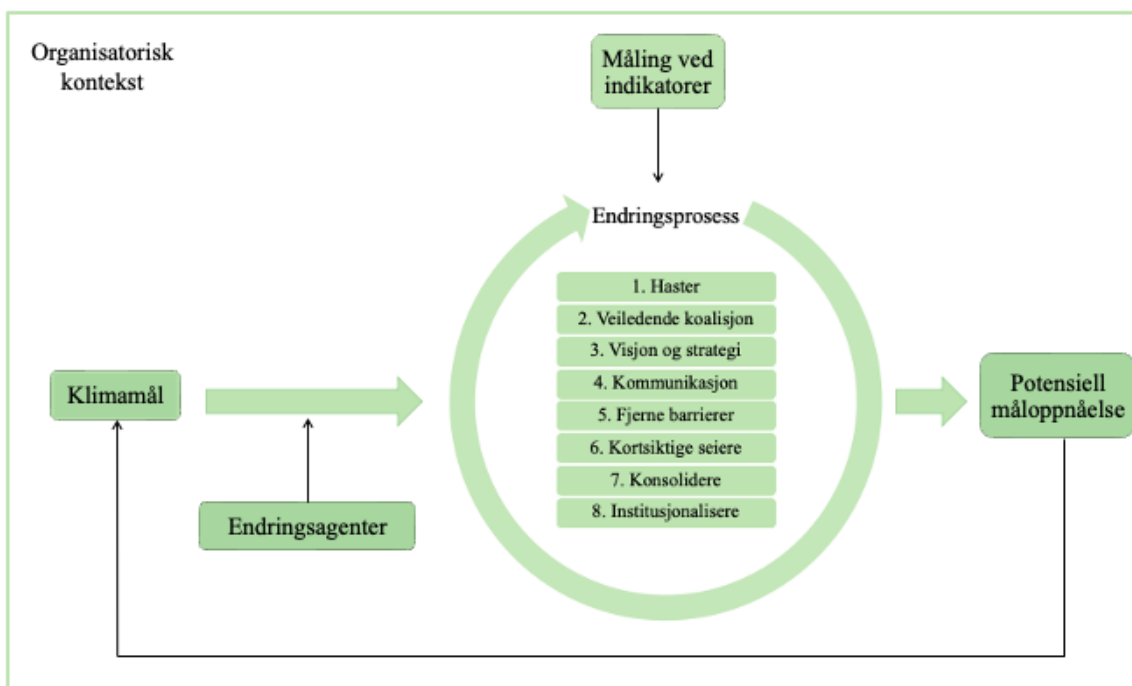 Organisatorisk
kontekst
Måling ved
indikatorer
Endringsprosess
1. Haster
2. Veiledende koalisjon
3. Visjon og strategi
4. Kommunikasjon
5. Fjerne barrierer
6. Kortsiktige seiere
7. Konsolidere
8. Institusjonalisere
Klimamål
Endringsagenter
Potensiell
måloppnåelse